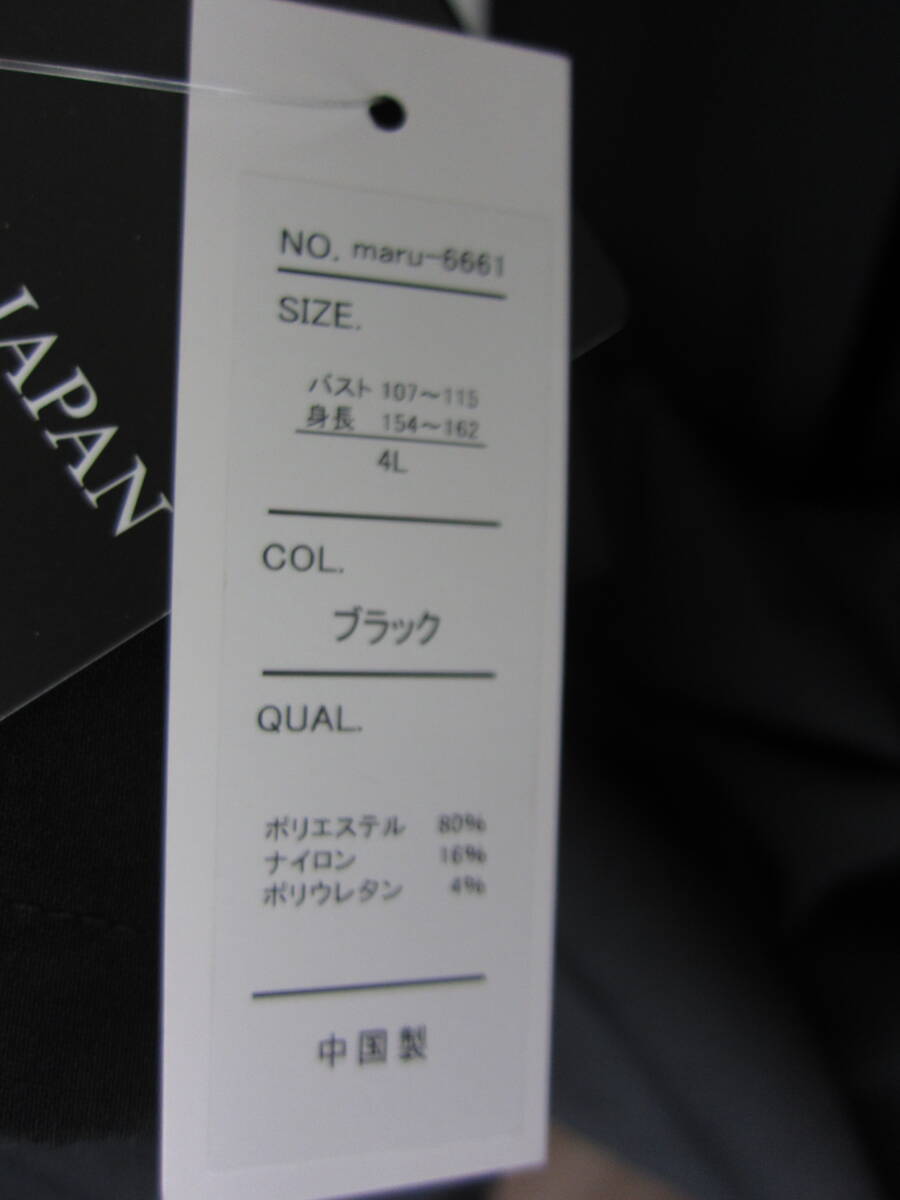 JAPAN
NO. maru-6661
SIZE.
バスト 107～115
身長 154～162
4L
COL.
ブラック
QUAL.
ポリエステル 80%
ナイロン 16%
ポリウレタン 4%
中国製